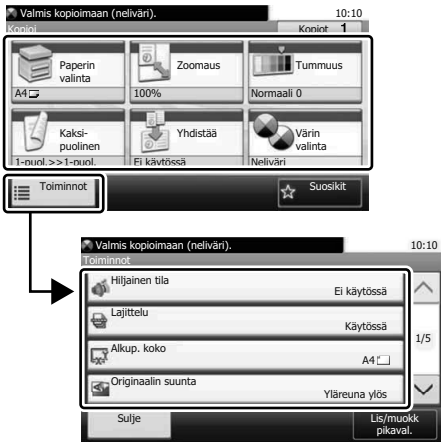 Valmis kopioimaan (neliväri). 10:10
Kopioi Kopiot 1
Paperin
valinta
Zoomaus
Tummuus
A4 100% Normaali 0
Kaksi-
puolinen
Yhdistää
Värin
valinta
1-puol.>>1-puol. Ei käytössä Neliväri
Toiminnot Suosikit
Valmis kopioimaan (neliväri). 10:10
Toiminnot
Hiljainen tila
Ei käytössä
Lajittelu
Käytössä
1/5
Alkup. koko
A4
Originaalin suunta
Yläreuna ylös
Sulje Lis/muokk
pikaval.